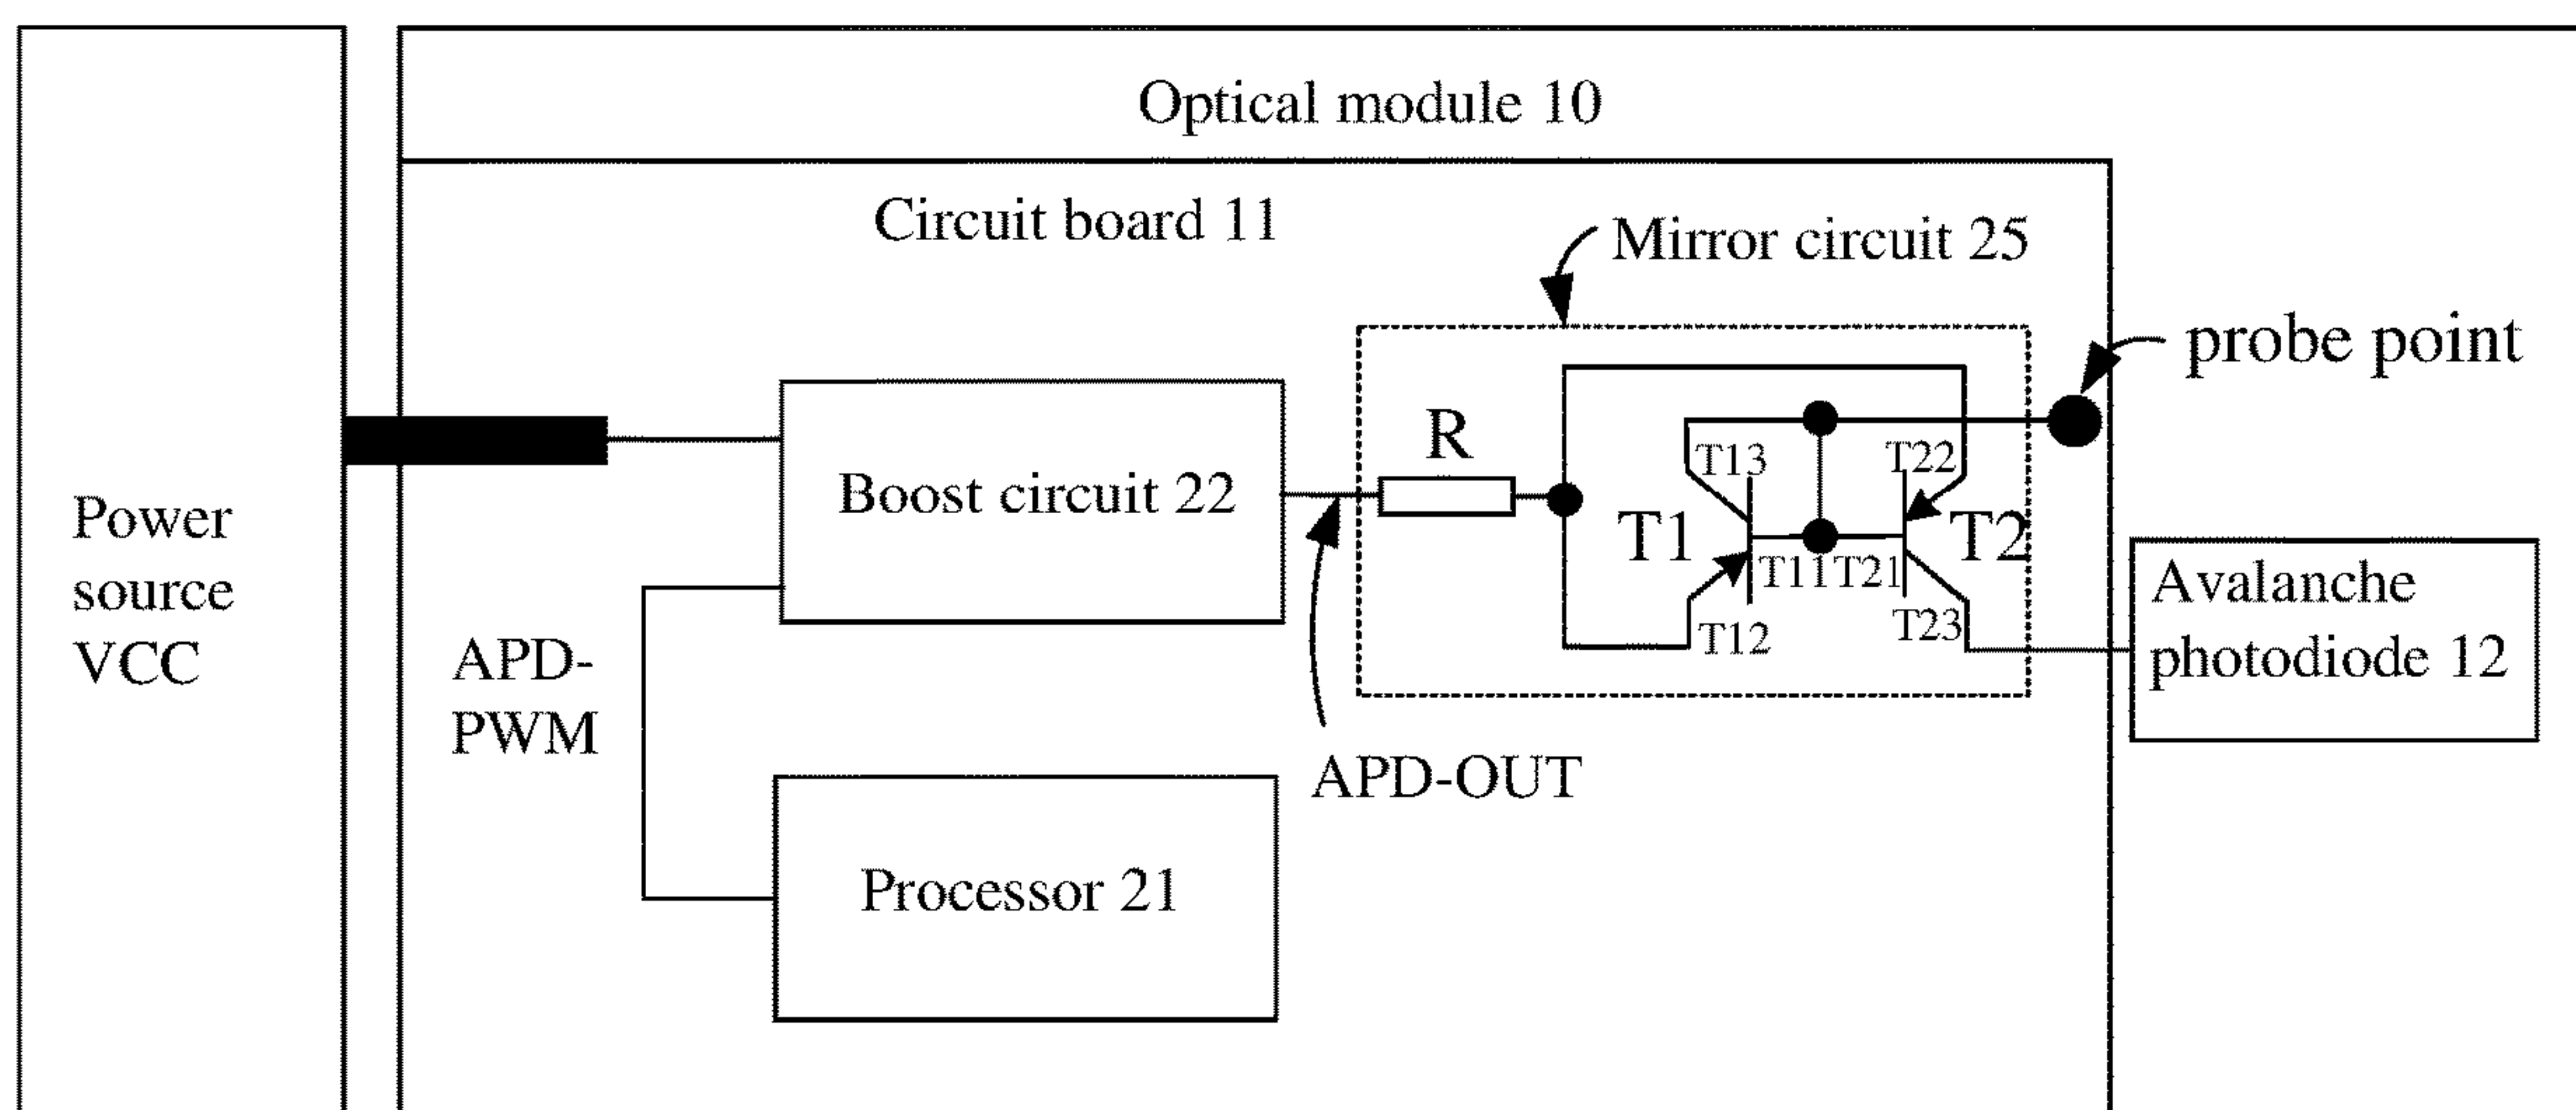 Optical module 10
Circuit board 11
Mirror circuit 25
probe point
Power
source
VCC
Boost circuit 22
R
T13
T22
T1
T2
T11
T21
T12
T23
Avalanche
photodiode 12
APD-
PWM
APD-OUT
Processor 21